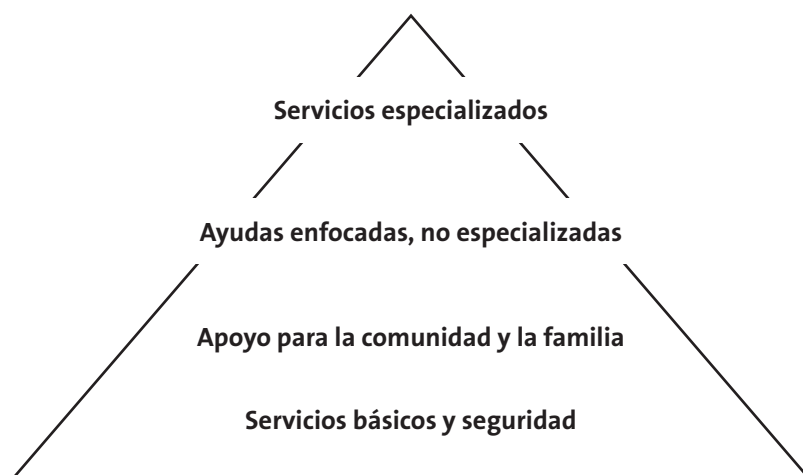 Servicios especializados
Ayudas enfocadas, no especializadas
Apoyo para la comunidad y la familia
Servicios básicos y seguridad